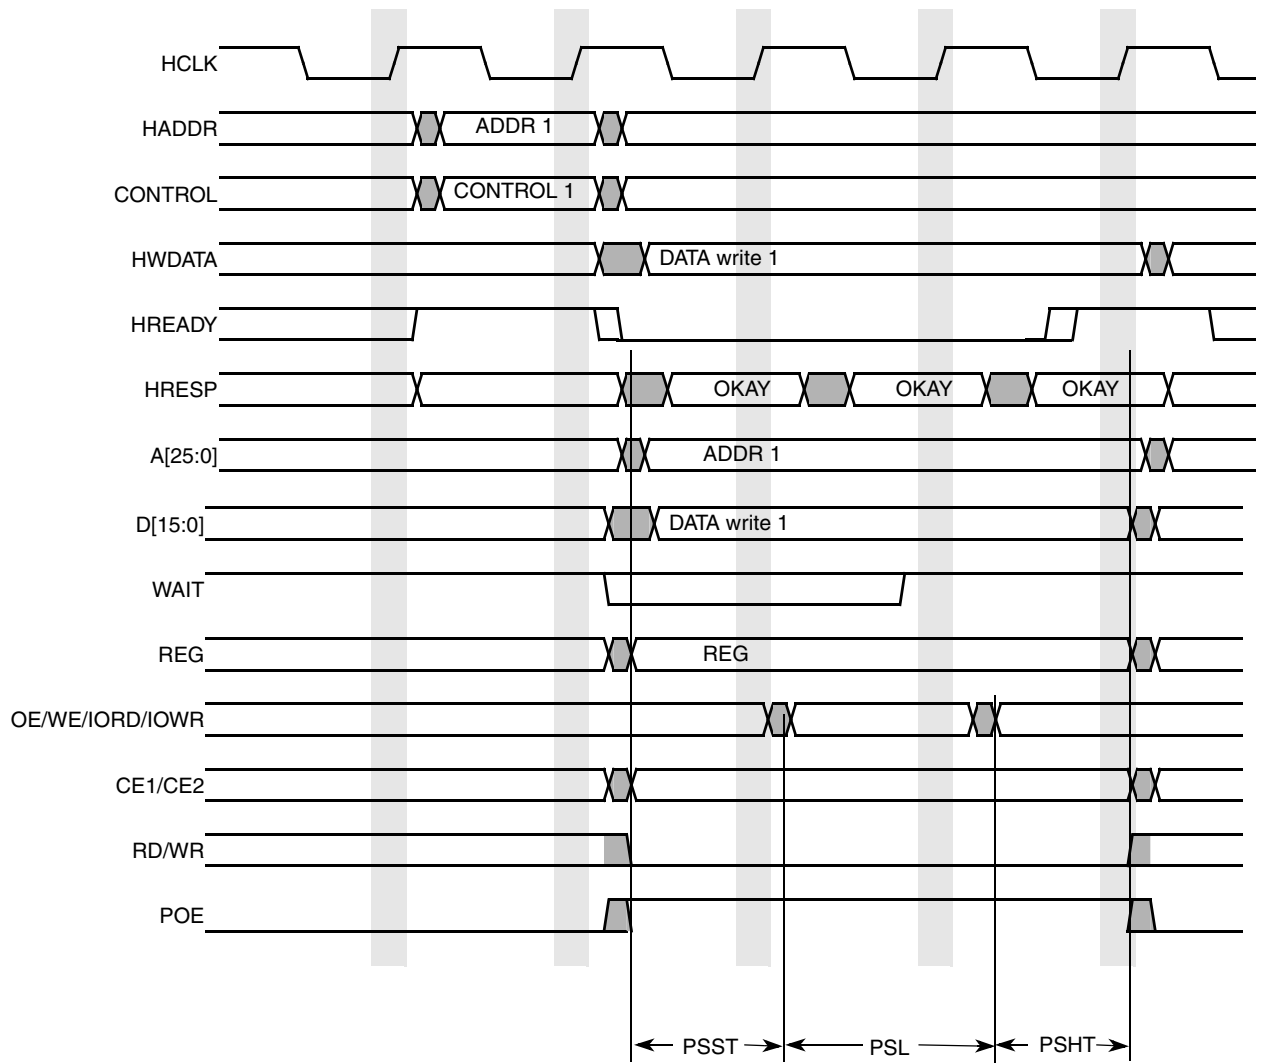 HCLK
HADDR ADDR 1
CONTROL CONTROL 1
HWDATA DATA write 1
HREADY
HRESP OKAY OKAY OKAY
A[25:0] ADDR 1
D[15:0] DATA write 1
WAIT
REG REG
OE/WE/IORD/IOWR
CE1/CE2
RD/WR
POE
PSST PSL PSHT